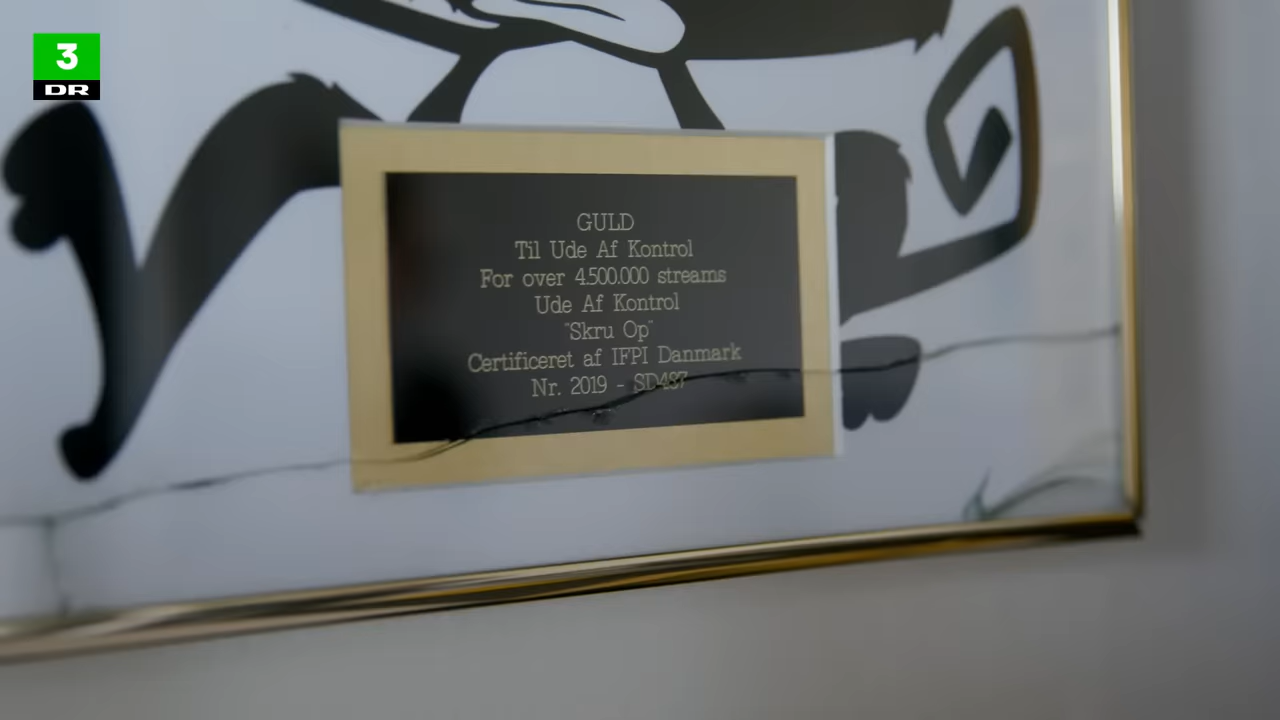 3
DR
GULD
Til Ude Af Kontrol
For over 4.500.000 streams
Ude Af Kontrol
"Skru Op"
Certificeret af IFPI Danmark
Nr. 2019 - SD487